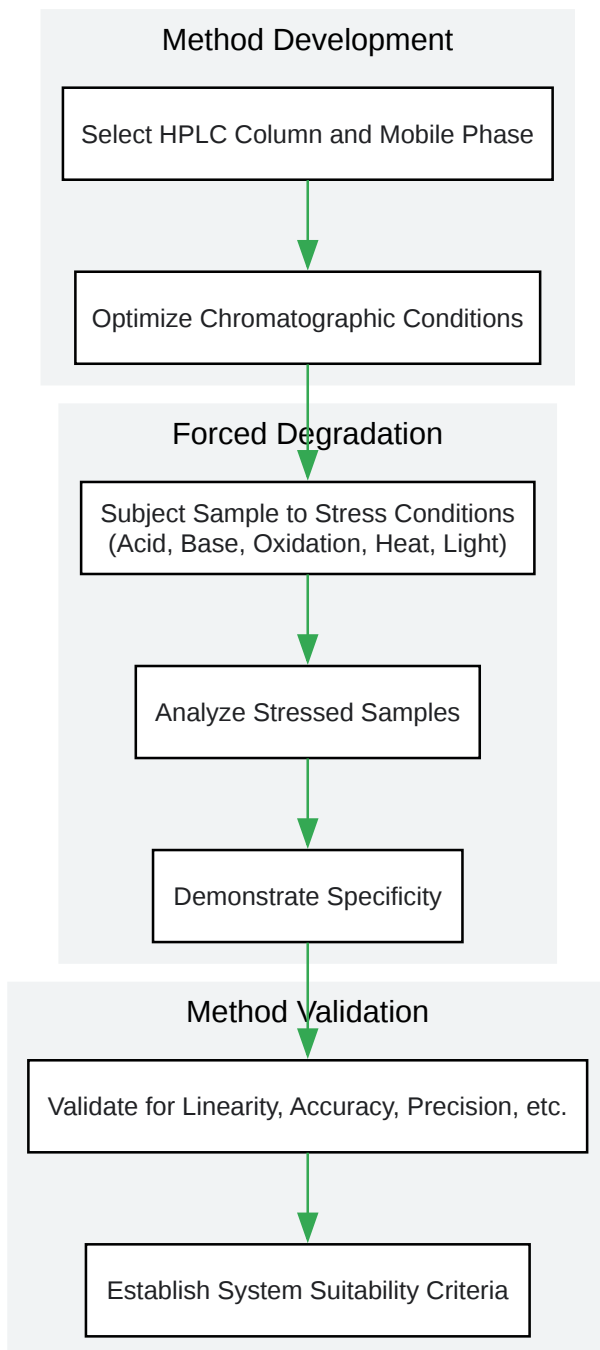 Method Development
Select HPLC Column and Mobile Phase
Optimize Chromatographic Conditions
Forced Degradation
Subject Sample to Stress Conditions
(Acid, Base, Oxidation, Heat, Light)
Analyze Stressed Samples
Demonstrate Specificity
Method Validation
Validate for Linearity, Accuracy, Precision, etc.
Establish System Suitability Criteria